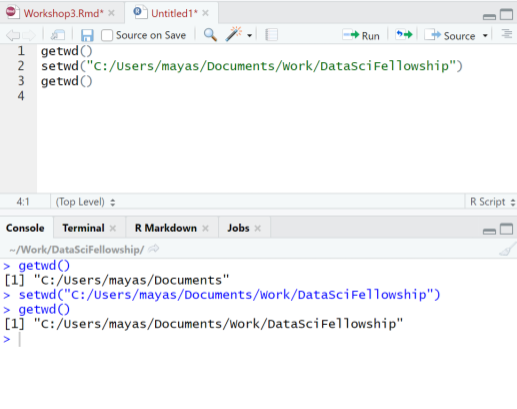 Workshop3.Rmd* ×
Untitled1* ×
Source on Save
Run
Source
1 getwd()
2 setwd("C:/Users/mayas/Documents/Work/DataSciFellowship")
3 getwd()
4
4:1 (Top Level) R Script
Console Terminal × R Markdown × Jobs ×
~/Work/DataSciFellowship/
> getwd()
[1] "C:/Users/mayas/Documents"
> setwd("C:/Users/mayas/Documents/Work/DataSciFellowship")
> getwd()
[1] "C:/Users/mayas/Documents/Work/DataSciFellowship"
>